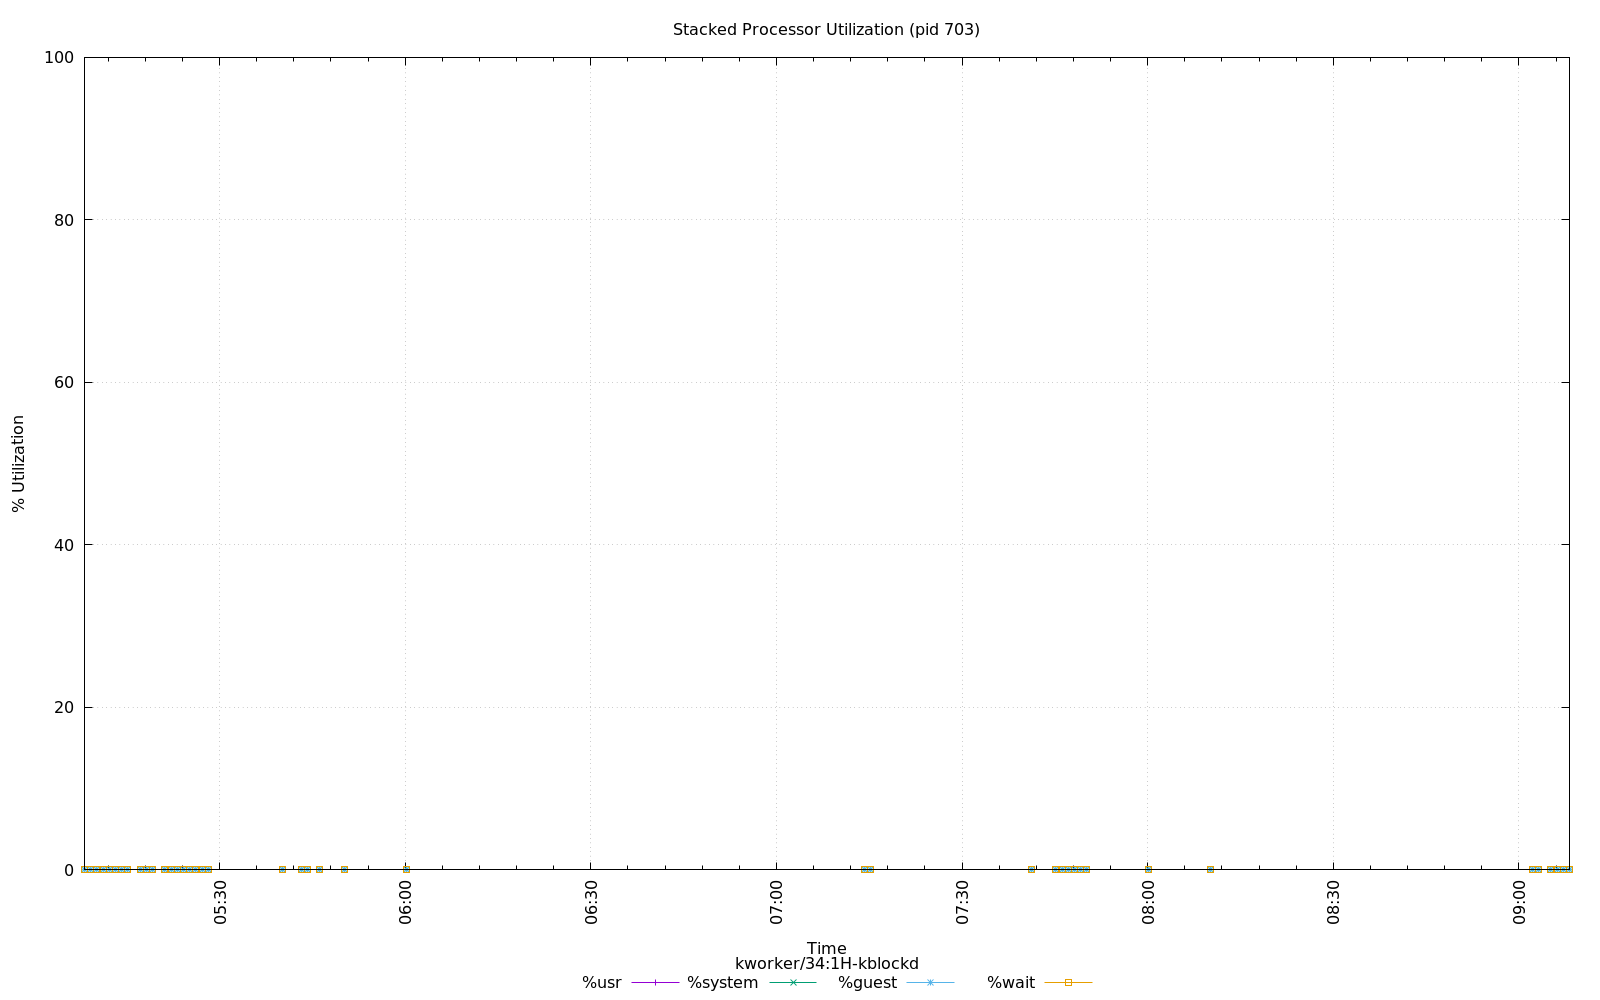 Stacked Processor Utilization (pid 703)
100
80
60
40
20
0
% Utilization
05:30
06:00
06:30
07:00
07:30
08:00
08:30
09:00
Time
kworker/34:1H-kblockd
%usr %system %guest %wait